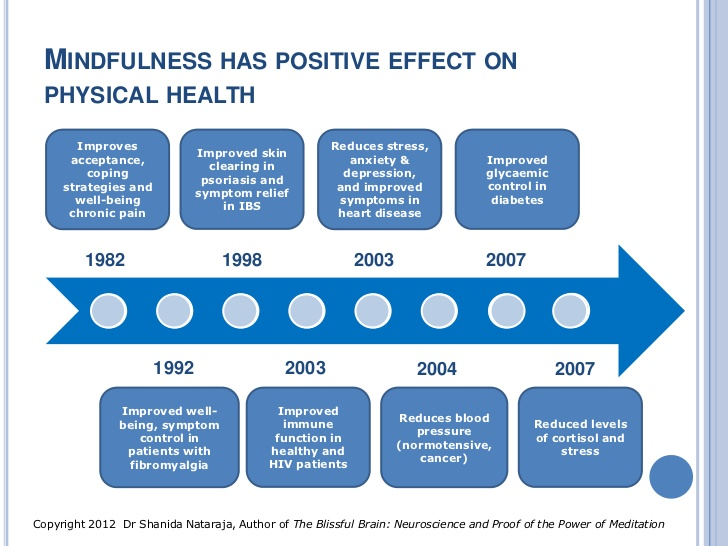 MINDFULNESS HAS POSITIVE EFFECT ON
PHYSICAL HEALTH
Improves
acceptance,
coping
strategies and
well-being
chronic pain
Improved skin
clearing in
psoriasis and
symptom relief
in IBS
Reduces stress,
anxiety &
depression,
and improved
symptoms in
heart disease
Improved
glycaemic
control in
diabetes
1982
1998
2003
2007
1992
2003
2004
2007
Improved well-
being, symptom
control in
patients with
fibromyalgia
Improved
immune
function in
healthy and
HIV patients
Reduces blood
pressure
(normotensive,
cancer)
Reduced levels
of cortisol and
stress
Copyright 2012 Dr Shanida Nataraja, Author of The Blissful Brain: Neuroscience and Proof of the Power of Meditation